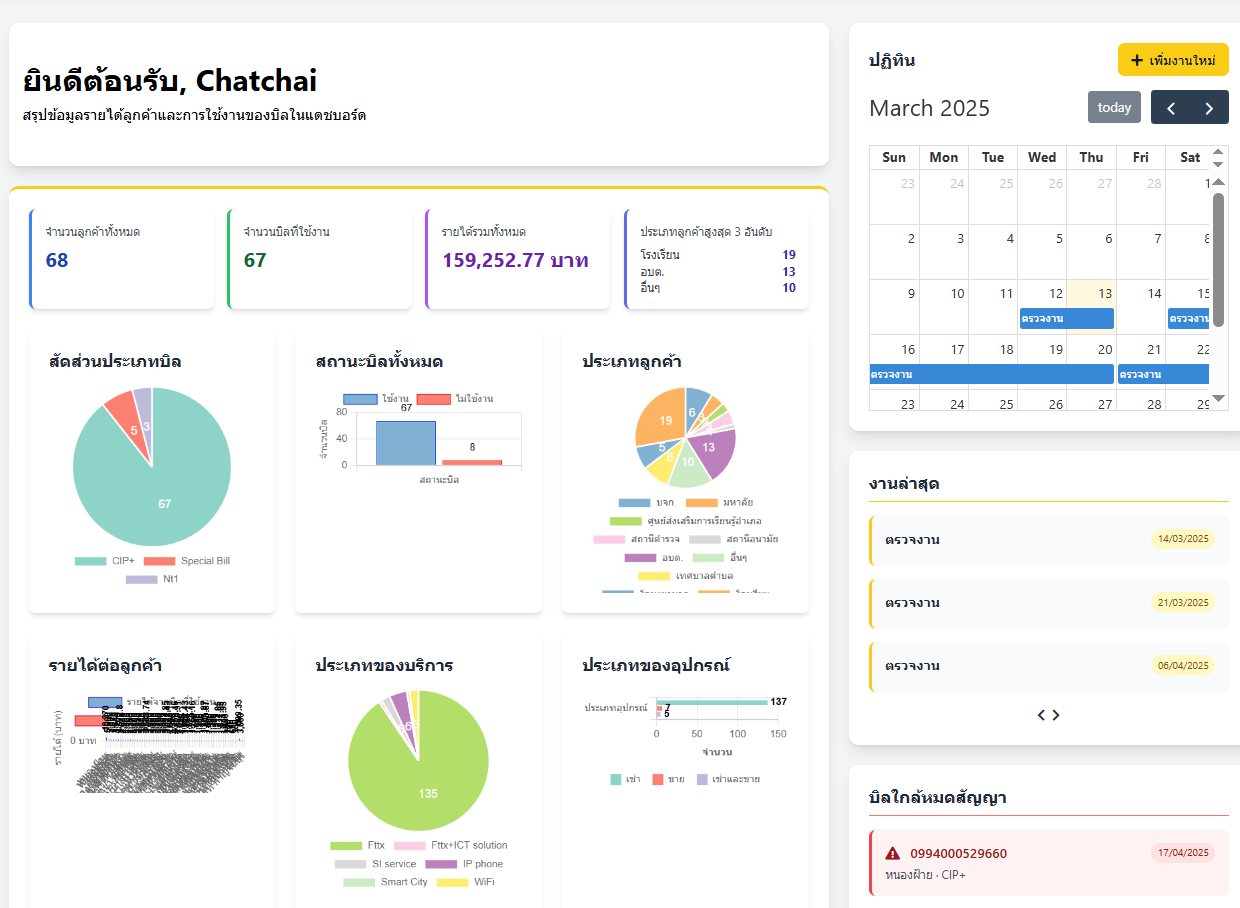 ยินดีต้อนรับ, Chatchai
สรุปข้อมูลรายได้ลูกค้าและการใช้งานของบิลในแดชบอร์ด
จำนวนลูกค้าทั้งหมด
68
จำนวนบิลที่ใช้งาน
67
รายได้รวมทั้งหมด
159,252.77 บาท
ประเภทลูกค้าสูงสุด 3 อันดับ
โรงเรียน 19
อบต. 13
อื่นๆ 10
สัดส่วนประเภทบิล
5 3
67
CIP+ Special Bill
Nt1
สถานะบิลทั้งหมด
ใช้งาน ไม่ใช้งาน
67
80
40
0
8
จำนวนบิล
สถานะบิล
ประเภทลูกค้า
19 6
5 13
10
บจก. มหาลัย
ศูนย์ส่งเสริมการเรียนรู้อำเภอ
สถานีตำรวจ สถานีอนามัย
อบต. อื่นๆ
เทศบาลตำบล
รายได้ต่อลูกค้า
รายได้ (บาท)
0 บาท
ประเภทของบริการ
6
135
Fttx Fttx+ICT solution
SI service IP phone
Smart City WiFi
ประเภทของอุปกรณ์
ประเภทอุปกรณ์
137
7
5
0 50 100 150
จำนวน
เช่า ขาย เช่าและขาย
ปฏิทิน
+ เพิ่มงานใหม่
March 2025
today
Sun Mon Tue Wed Thu Fri Sat
23 24 25 26 27 28 1
2 3 4 5 6 7 8
9 10 11 12 13 14 15
ตรวจงาน ตรวจงาน
16 17 18 19 20 21 22
ตรวจงาน ตรวจงาน
23 24 25 26 27 28 29
งานล่าสุด
ตรวจงาน 14/03/2025
ตรวจงาน 21/03/2025
ตรวจงาน 06/04/2025
บิลใกล้หมดสัญญา
0994000529660 17/04/2025
หนองฝ้าย · CIP+